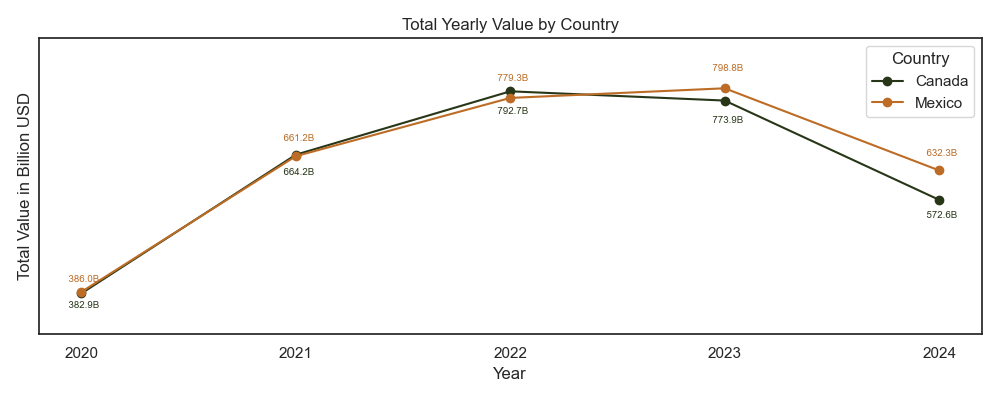 Total Yearly Value by Country
Total Value in Billion USD
Country
Canada
Mexico
386.0B
382.9B
661.2B
664.2B
779.3B
792.7B
798.8B
773.9B
632.3B
572.6B
2020 2021 2022 2023 2024
Year